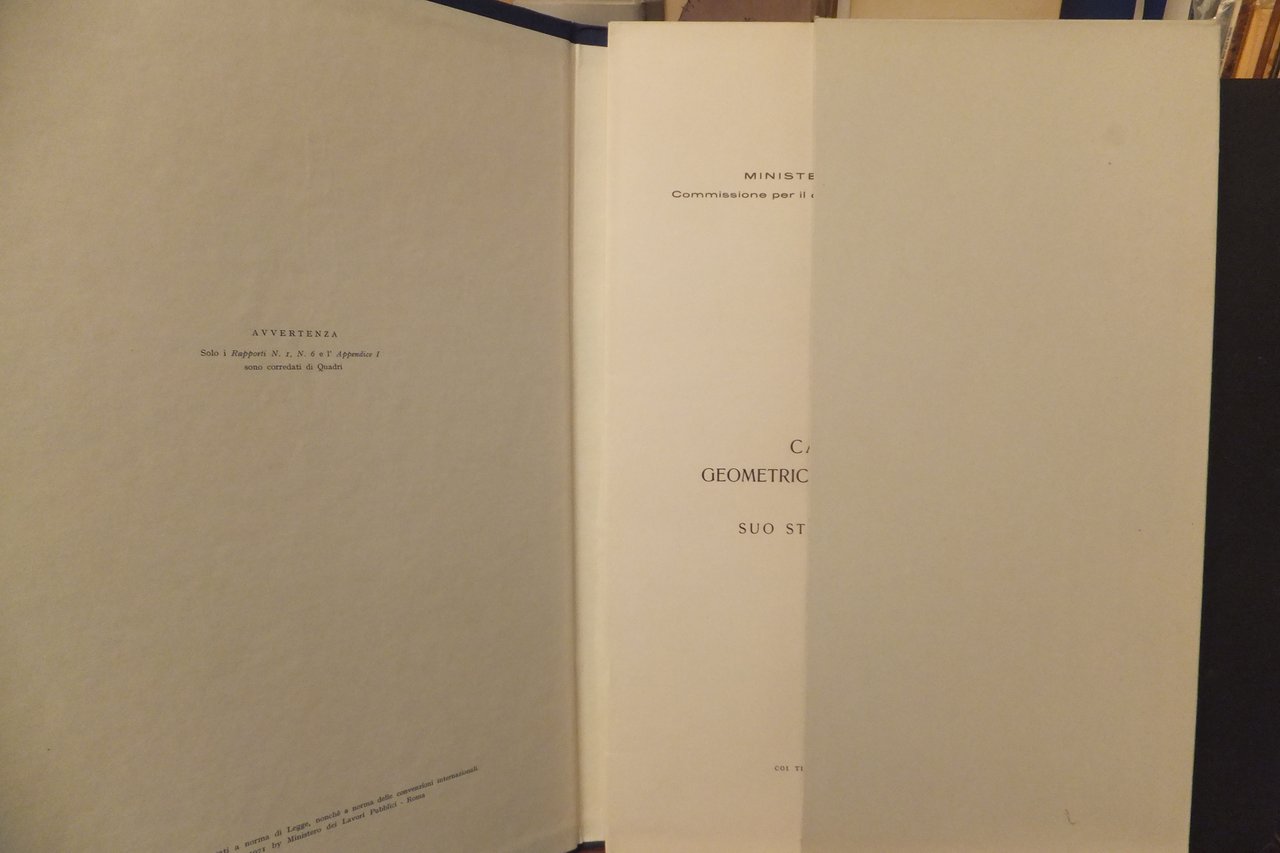 AVVERTENZA
Solo i Rapporti N. 1, N. 6 e l' Appendice I
sono corredati di Quadri
a norma di Legge, nonchè a norma delle convenzioni internazionali
by Ministero dei Lavori Pubblici - Roma
MINISTE
Commissione per il
CA
GEOMETRIC
SUO ST
COI TI